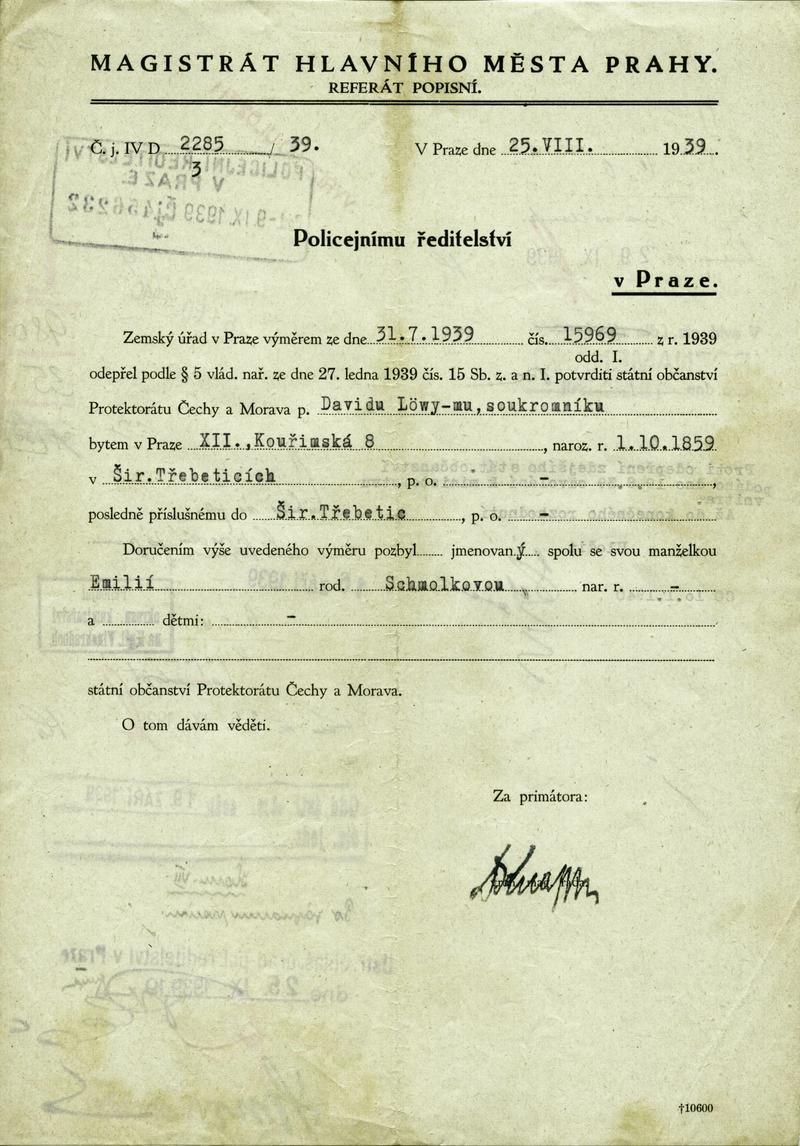 MAGISTRÁT HLAVNÍHO MĚSTA PRAHY.
REFERÁT POPISNÍ.
Č. j. IV D 2285 / 39.
3
V Praze dne 25.VIII. 1939.
Policejnímu ředitelství
v Praze.
Zemský úřad v Praze výměrem ze dne 31.7.1939 čís. 15969 z r. 1939
odd. I.
odepřel podle § 5 vlád. nař. ze dne 27. ledna 1939 čís. 15 Sb. z. a n. I. potvrditi státní občanství
Protektorátu Čechy a Morava p. Davidu Löwy-mu, soukromníku
bytem v Praze XII., Kouřimská 8, naroz. r. 1.10.1859
v Šir.Třebeticích, p. o. -,
posledně příslušnému do Šir.Třebetic, p. o. -
Doručením výše uvedeného výměru pozbyl jmenovaný spolu se svou manželkou
Emilií rod. Schmolkovou, nar. r. -
a dětmi: -
státní občanství Protektorátu Čechy a Morava.
O tom dávám věděti.
Za primátora:
†10600